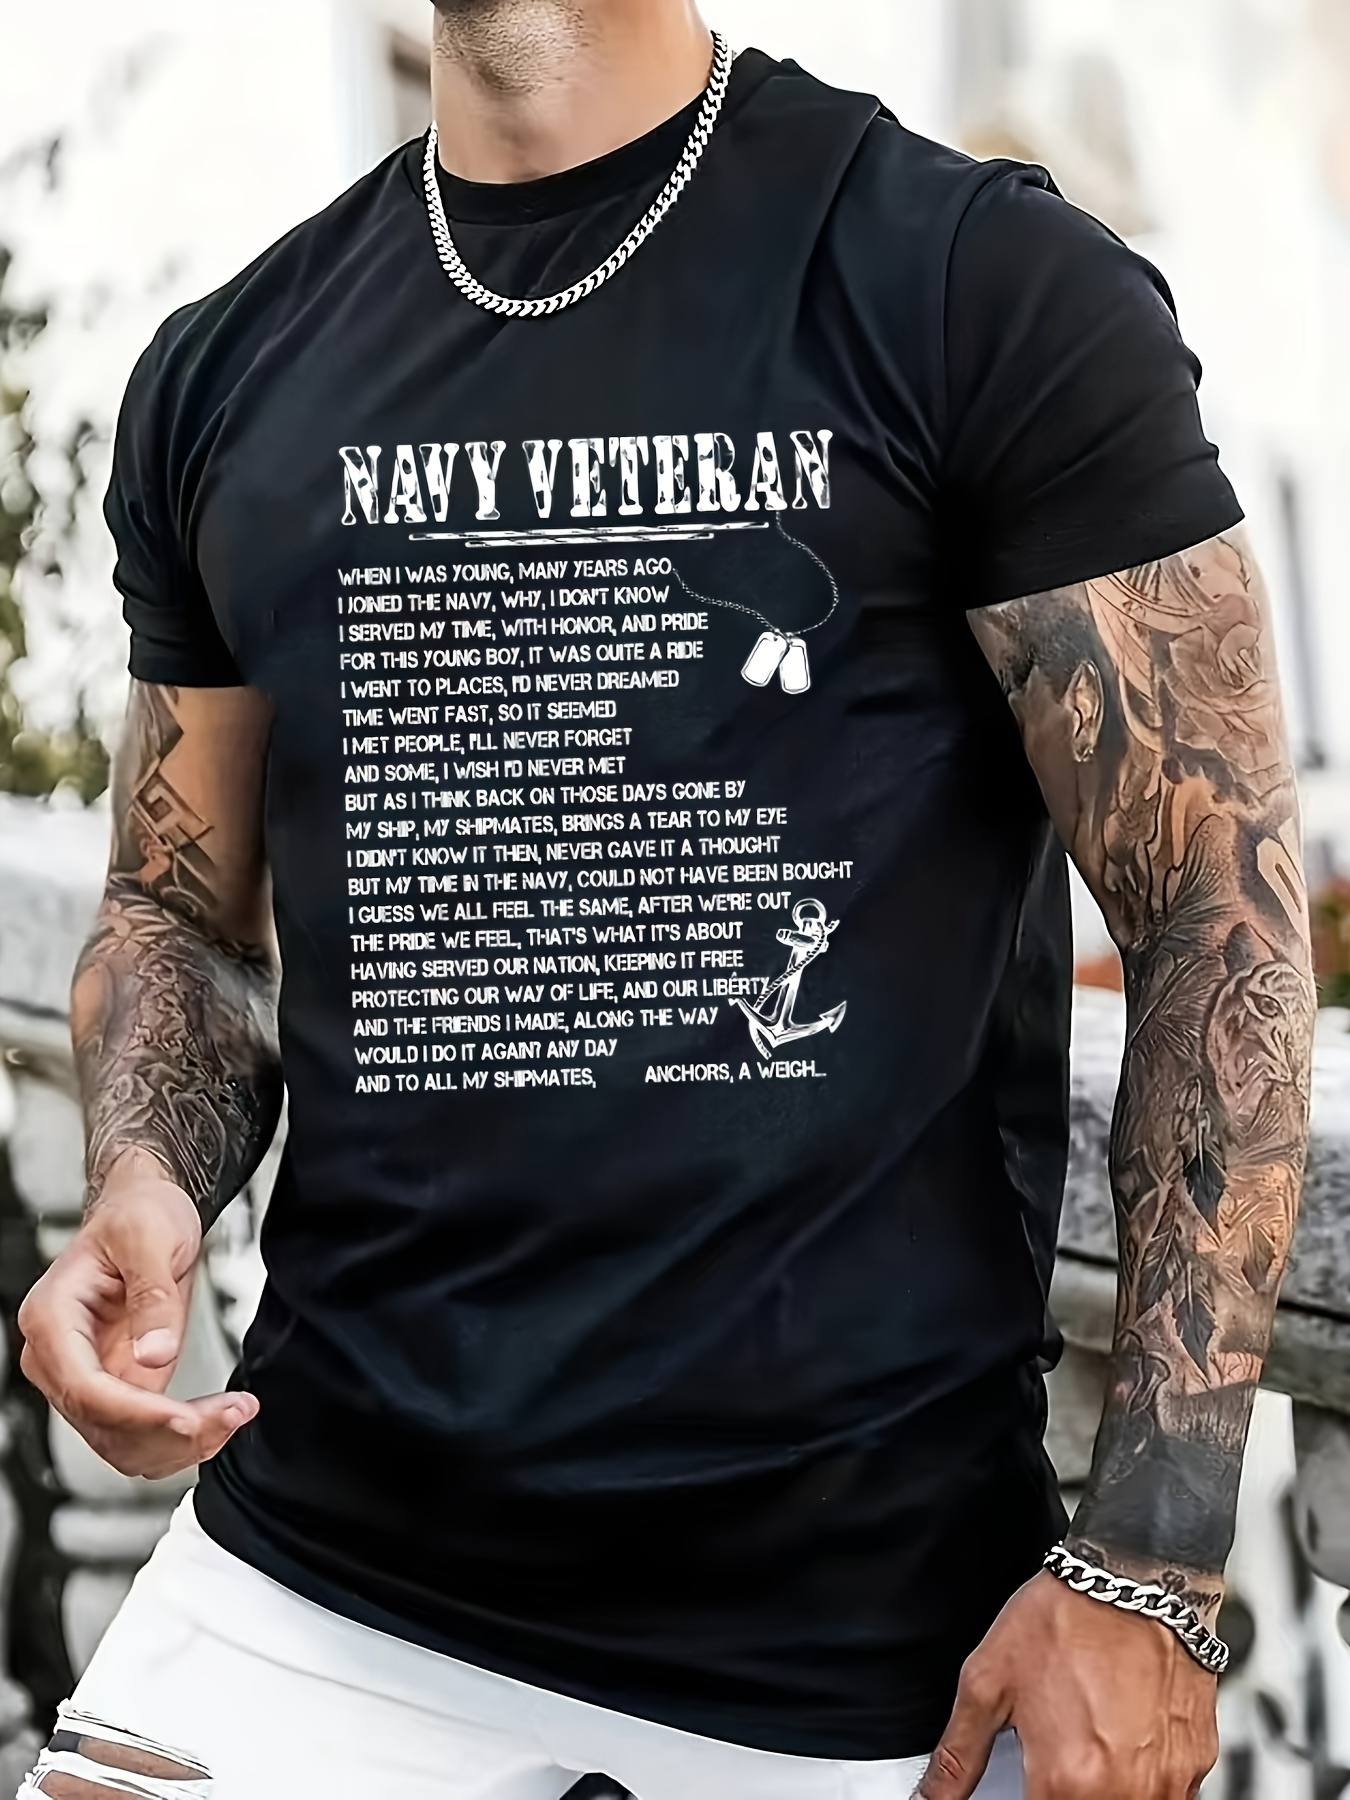 NAVY VETERAN
WHEN I WAS YOUNG, MANY YEARS AGO,
I JOINED THE NAVY, WHY, I DON'T KNOW
I SERVED MY TIME, WITH HONOR, AND PRIDE
FOR THIS YOUNG BOY, IT WAS QUITE A RIDE
I WENT TO PLACES, I'D NEVER DREAMED
TIME WENT FAST, SO IT SEEMED
I MET PEOPLE, I'LL NEVER FORGET
AND SOME, I WISH I'D NEVER MET
BUT AS I THINK BACK ON THOSE DAYS GONE BY
MY SHIP, MY SHIPMATES, BRINGS A TEAR TO MY EYE
I DIDN'T KNOW IT THEN, NEVER GAVE IT A THOUGHT
BUT MY TIME IN THE NAVY, COULD NOT HAVE BEEN BOUGHT
I GUESS WE ALL FEEL THE SAME, AFTER WE'RE OUT
THE PRIDE WE FEEL, THAT'S WHAT IT'S ABOUT
HAVING SERVED OUR NATION, KEEPING IT FREE
PROTECTING OUR WAY OF LIFE, AND OUR LIBERTY,
AND THE FRIENDS I MADE, ALONG THE WAY
WOULD I DO IT AGAIN? ANY DAY
AND TO ALL MY SHIPMATES, ANCHORS, A WEIGH...